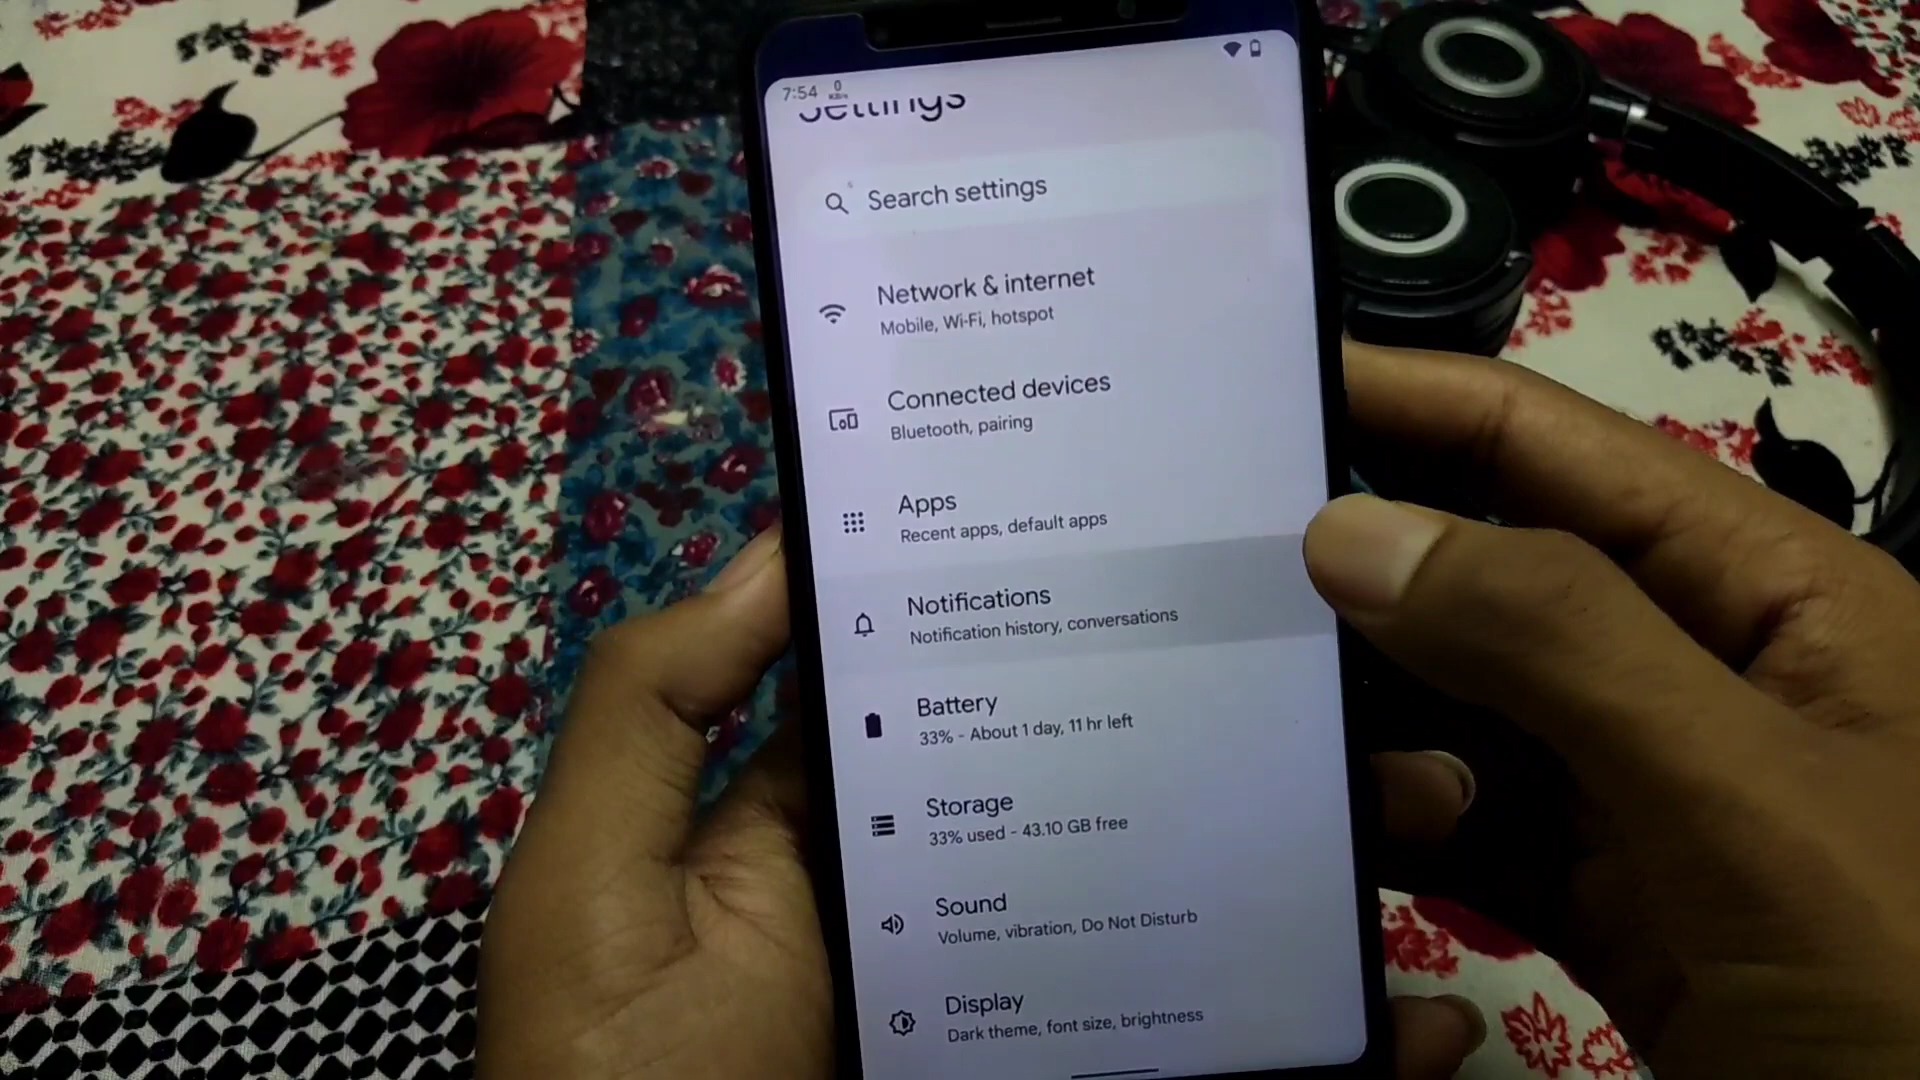 7:54 0 KB/s
Settings
Search settings
Network & internet
Mobile, Wi-Fi, hotspot
Connected devices
Bluetooth, pairing
Apps
Recent apps, default apps
Notifications
Notification history, conversations
Battery
33% - About 1 day, 11 hr left
Storage
33% used - 43.10 GB free
Sound
Volume, vibration, Do Not Disturb
Display
Dark theme, font size, brightness